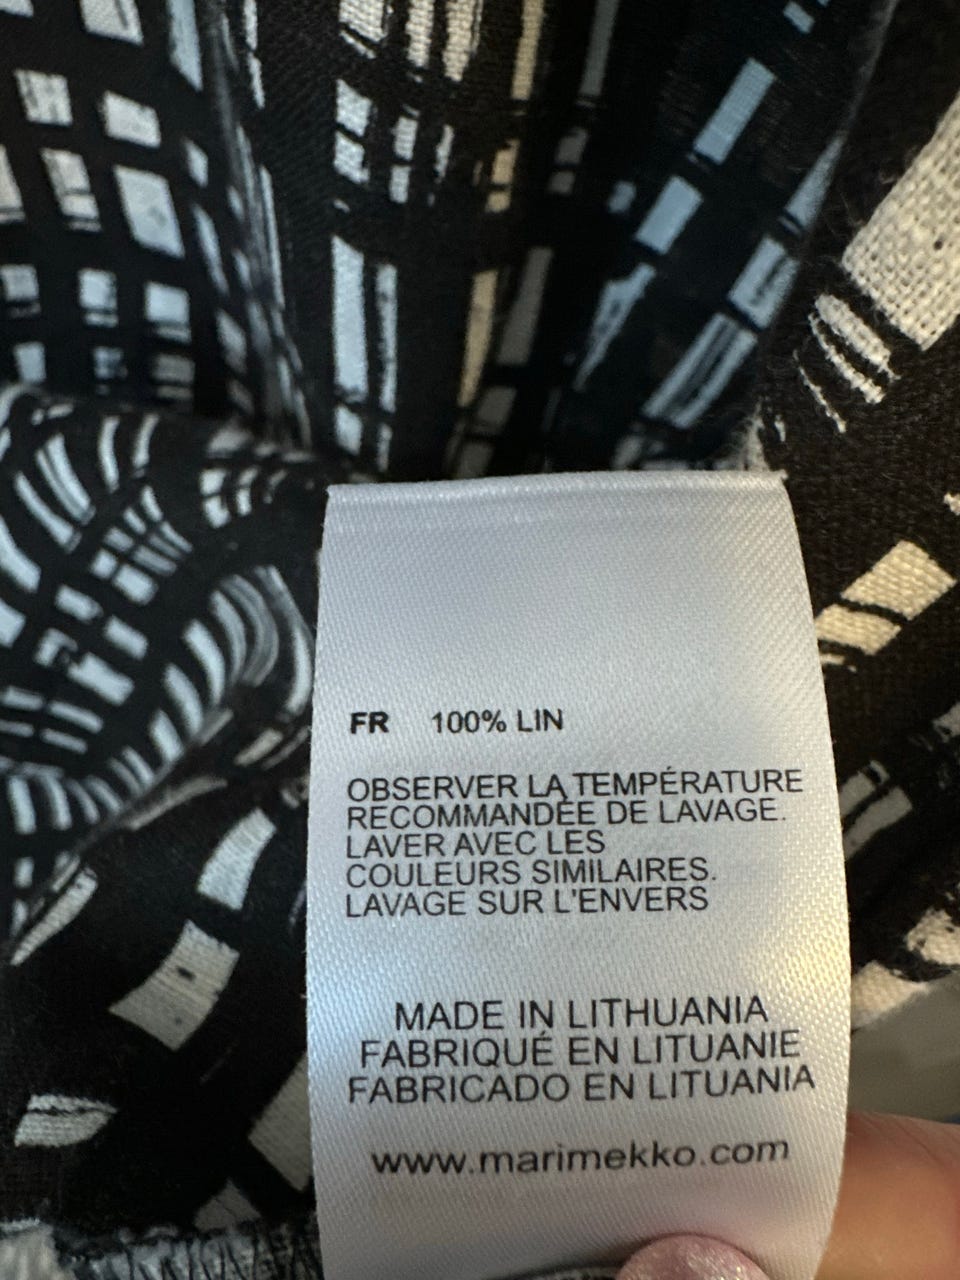 FR 100% LIN
OBSERVER LA TEMPÉRATURE
RECOMMANDÉE DE LAVAGE.
LAVER AVEC LES
COULEURS SIMILAIRES.
LAVAGE SUR L'ENVERS
MADE IN LITHUANIA
FABRIQUÉ EN LITUANIE
FABRICADO EN LITUANIA
www.marimekko.com